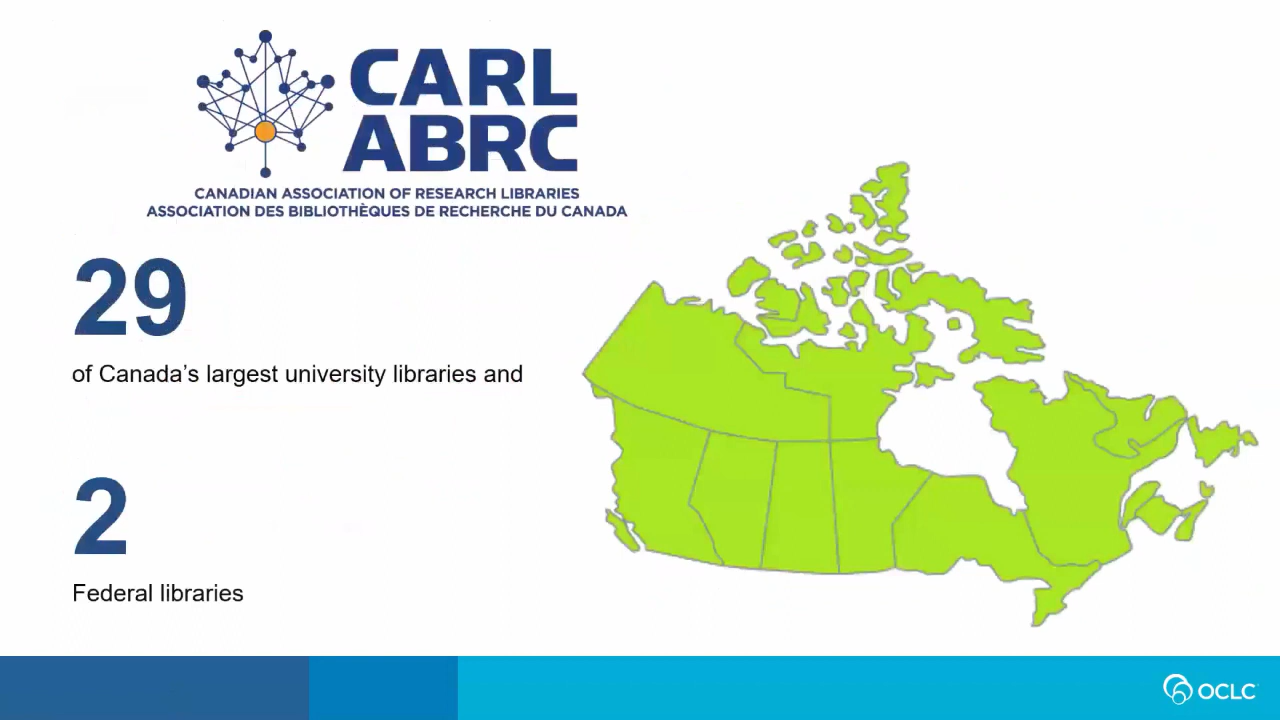 CARL
ABRC
CANADIAN ASSOCIATION OF RESEARCH LIBRARIES
ASSOCIATION DES BIBLIOTHÈQUES DE RECHERCHE DU CANADA
29
of Canada’s largest university libraries and
2
Federal libraries
OCLC